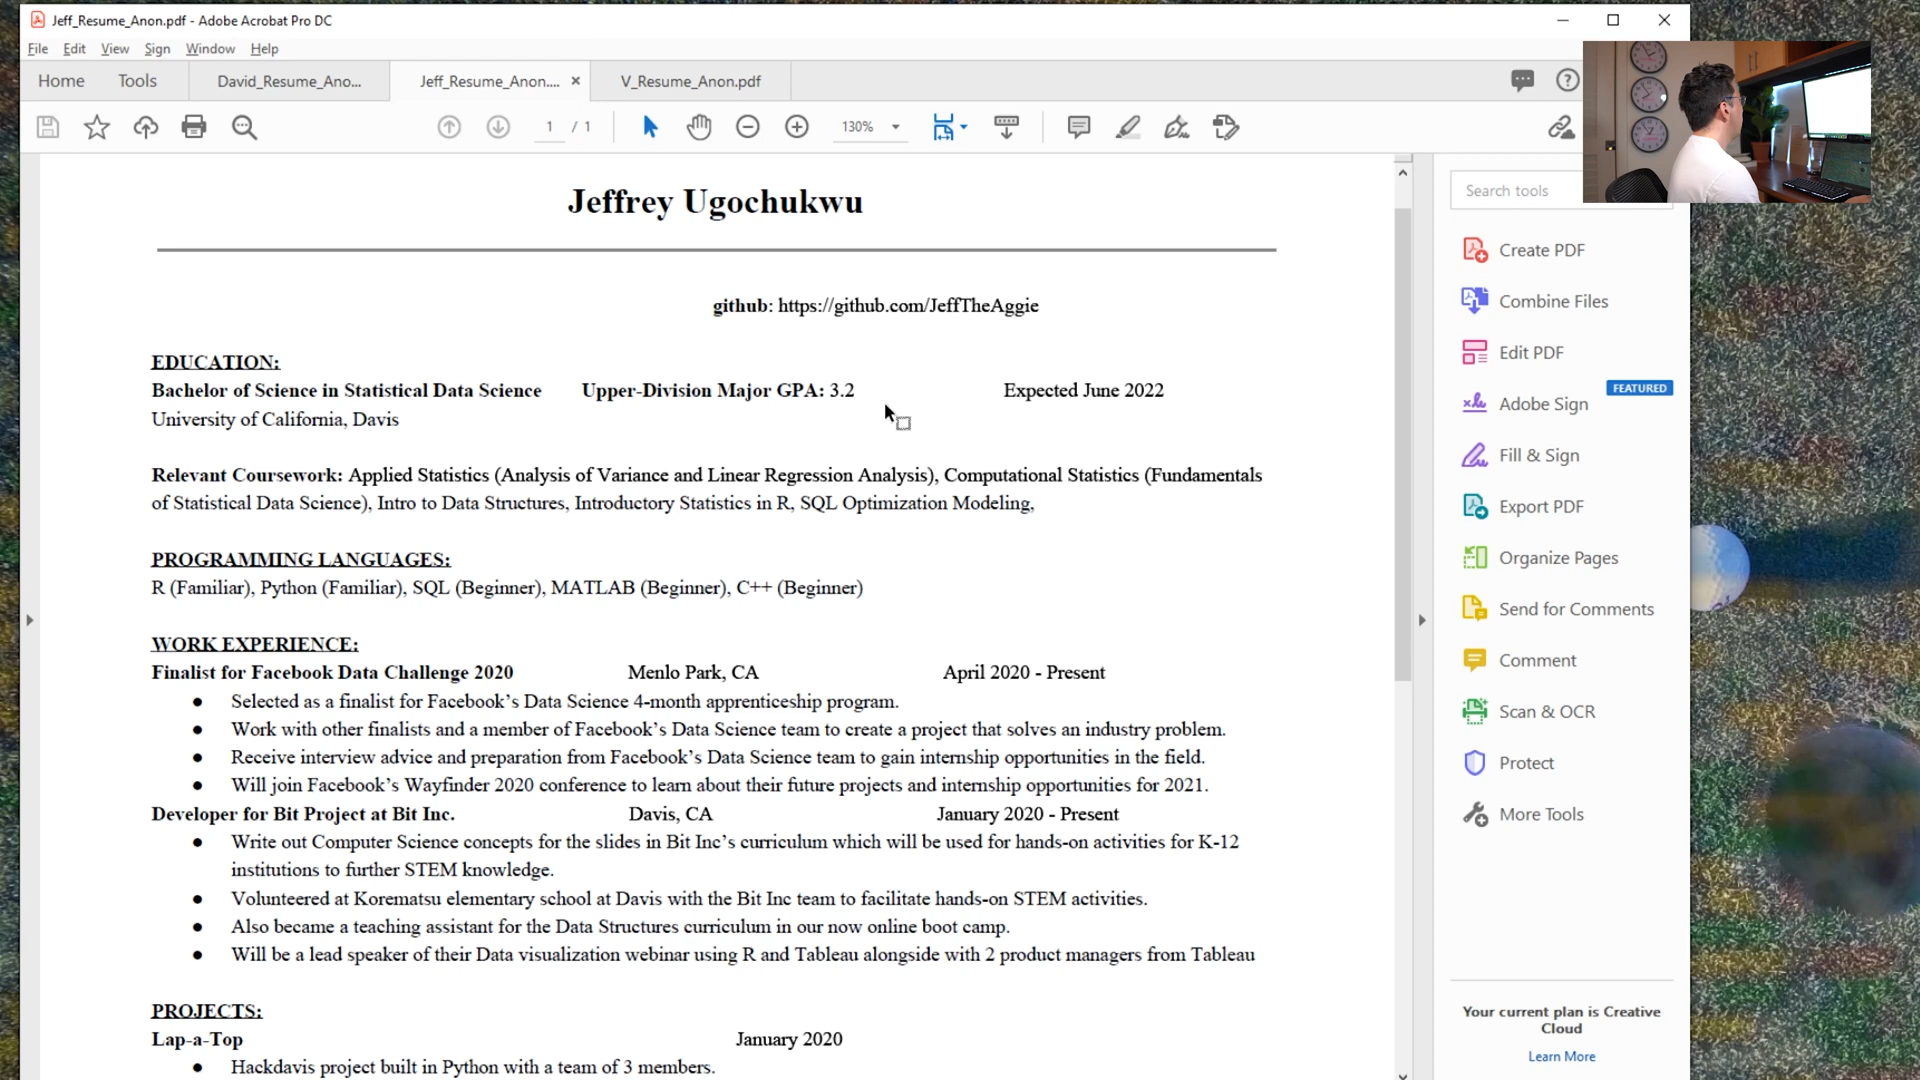 Jeff_Resume_Anon.pdf - Adobe Acrobat Pro DC
File Edit View Sign Window Help
Home Tools David_Resume_Ano... Jeff_Resume_Anon.... × V_Resume_Anon.pdf
1 / 1 130%
Jeffrey Ugochukwu
github: https://github.com/JeffTheAggie
EDUCATION:
Bachelor of Science in Statistical Data Science Upper-Division Major GPA: 3.2 Expected June 2022
University of California, Davis
Relevant Coursework: Applied Statistics (Analysis of Variance and Linear Regression Analysis), Computational Statistics (Fundamentals
of Statistical Data Science), Intro to Data Structures, Introductory Statistics in R, SQL Optimization Modeling,
PROGRAMMING LANGUAGES:
R (Familiar), Python (Familiar), SQL (Beginner), MATLAB (Beginner), C++ (Beginner)
WORK EXPERIENCE:
Finalist for Facebook Data Challenge 2020 Menlo Park, CA April 2020 - Present
● Selected as a finalist for Facebook’s Data Science 4-month apprenticeship program.
● Work with other finalists and a member of Facebook’s Data Science team to create a project that solves an industry problem.
● Receive interview advice and preparation from Facebook’s Data Science team to gain internship opportunities in the field.
● Will join Facebook’s Wayfinder 2020 conference to learn about their future projects and internship opportunities for 2021.
Developer for Bit Project at Bit Inc. Davis, CA January 2020 - Present
● Write out Computer Science concepts for the slides in Bit Inc’s curriculum which will be used for hands-on activities for K-12
institutions to further STEM knowledge.
● Volunteered at Korematsu elementary school at Davis with the Bit Inc team to facilitate hands-on STEM activities.
● Also became a teaching assistant for the Data Structures curriculum in our now online boot camp.
● Will be a lead speaker of their Data visualization webinar using R and Tableau alongside with 2 product managers from Tableau
PROJECTS:
Lap-a-Top January 2020
● Hackdavis project built in Python with a team of 3 members.
Search tools
Create PDF
Combine Files
Edit PDF
FEATURED
Adobe Sign
Fill & Sign
Export PDF
Organize Pages
Send for Comments
Comment
Scan & OCR
Protect
More Tools
Your current plan is Creative
Cloud
Learn More